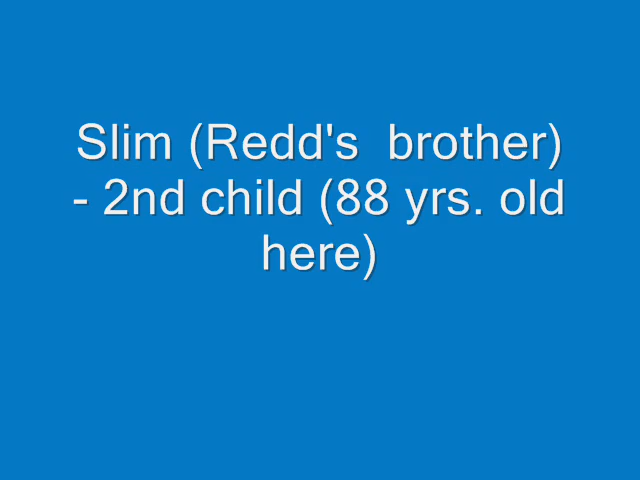 Slim (Redd's  brother)
- 2nd child (88 yrs. old
here)